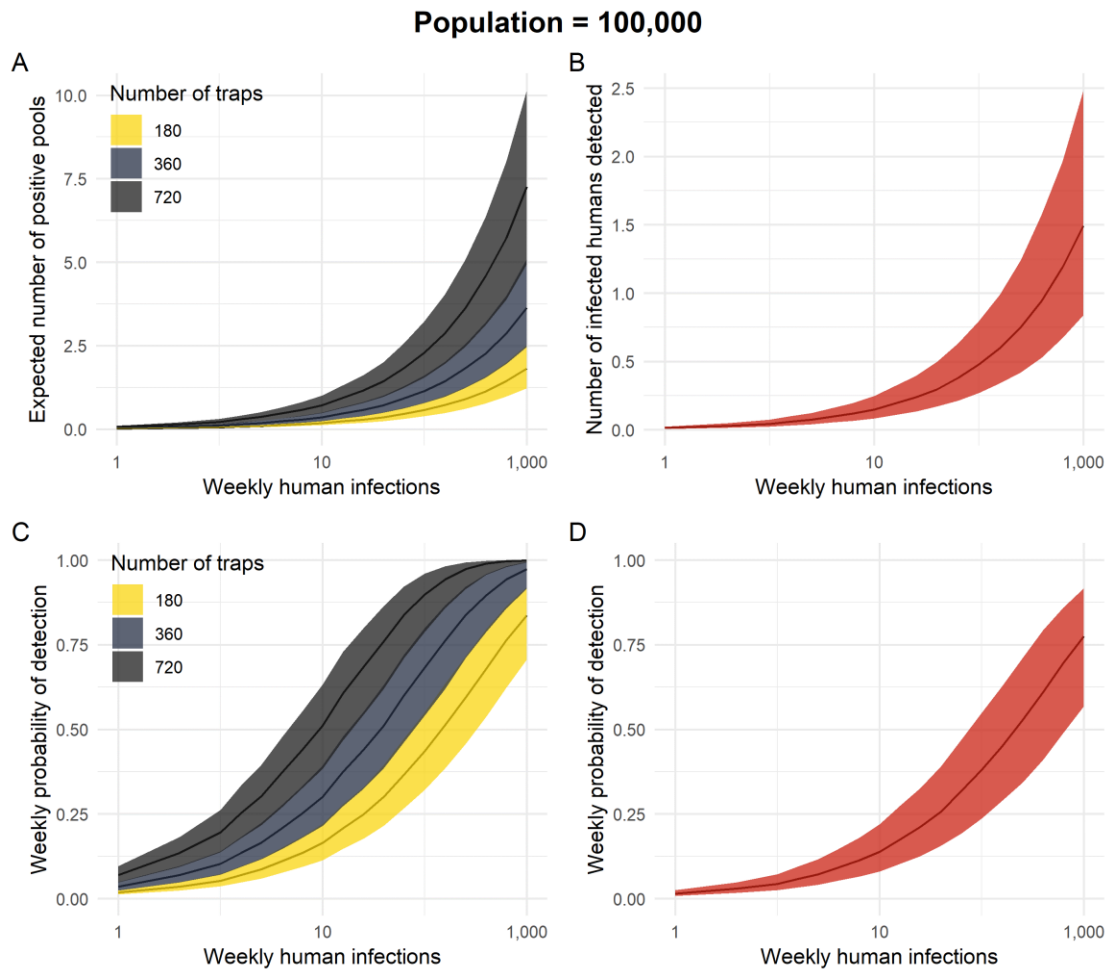 Population = 100,000
A
Number of traps
180
360
720
Expected number of positive pools
10.0
7.5
5.0
2.5
0.0
1
10
1,000
Weekly human infections
B
Number of infected humans detected
2.5
2.0
1.5
1.0
0.5
0.0
1
10
1,000
Weekly human infections
C
Number of traps
180
360
720
Weekly probability of detection
1.00
0.75
0.50
0.25
0.00
1
10
1,000
Weekly human infections
D
Weekly probability of detection
1.00
0.75
0.50
0.25
0.00
1
10
1,000
Weekly human infections